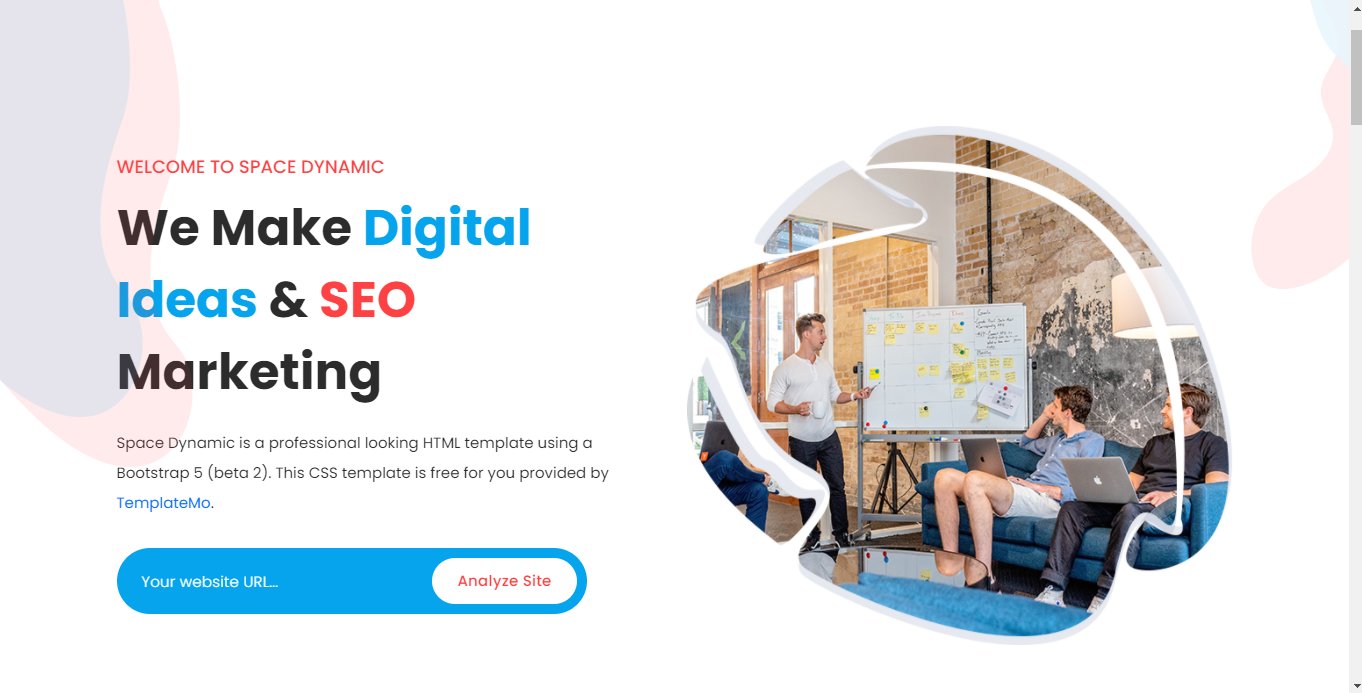 WELCOME TO SPACE DYNAMIC
We Make Digital
Ideas & SEO
Marketing
Space Dynamic is a professional looking HTML template using a
Bootstrap 5 (beta 2). This CSS template is free for you provided by
TemplateMo.
Your website URL...
Analyze Site
Goals